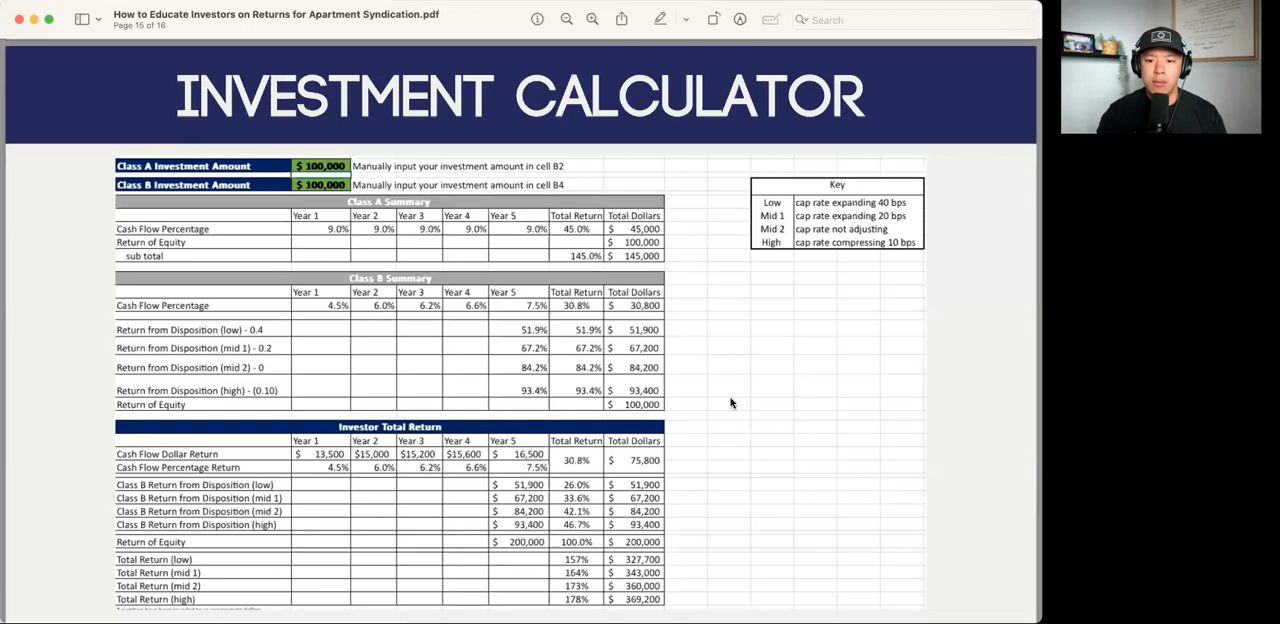 How to Educate Investors on Returns for Apartment Syndication.pdf
Page 15 of 16
Search
INVESTMENT CALCULATOR
Class A Investment Amount $ 100,000 Manually input your investment amount in cell B2
Class B Investment Amount $ 100,000 Manually input your investment amount in cell B4
Class A Summary
Year 1 Year 2 Year 3 Year 4 Year 5 Total Return Total Dollars
Cash Flow Percentage 9.0% 9.0% 9.0% 9.0% 9.0% 45.0% $ 45,000
Return of Equity $ 100,000
sub total 145.0% $ 145,000
Class B Summary
Year 1 Year 2 Year 3 Year 4 Year 5 Total Return Total Dollars
Cash Flow Percentage 4.5% 6.0% 6.2% 6.6% 7.5% 30.8% $ 30,800
Return from Disposition (low) - 0.4 51.9% 51.9% $ 51,900
Return from Disposition (mid 1) - 0.2 67.2% 67.2% $ 67,200
Return from Disposition (mid 2) - 0 84.2% 84.2% $ 84,200
Return from Disposition (high) - (0.10) 93.4% 93.4% $ 93,400
Return of Equity $ 100,000
Investor Total Return
Year 1 Year 2 Year 3 Year 4 Year 5 Total Return Total Dollars
Cash Flow Dollar Return $ 13,500 $15,000 $15,200 $15,600 $ 16,500
30.8% $ 75,800
Cash Flow Percentage Return 4.5% 6.0% 6.2% 6.6% 7.5%
Class B Return from Disposition (low) $ 51,900 26.0% $ 51,900
Class B Return from Disposition (mid 1) $ 67,200 33.6% $ 67,200
Class B Return from Disposition (mid 2) $ 84,200 42.1% $ 84,200
Class B Return from Disposition (high) $ 93,400 46.7% $ 93,400
Return of Equity $ 200,000 100.0% $ 200,000
Total Return (low) 157% $ 327,700
Total Return (mid 1) 164% $ 343,000
Total Return (mid 2) 173% $ 360,000
Total Return (high) 178% $ 369,200
Key
Low cap rate expanding 40 bps
Mid 1 cap rate expanding 20 bps
Mid 2 cap rate not adjusting
High cap rate compressing 10 bps